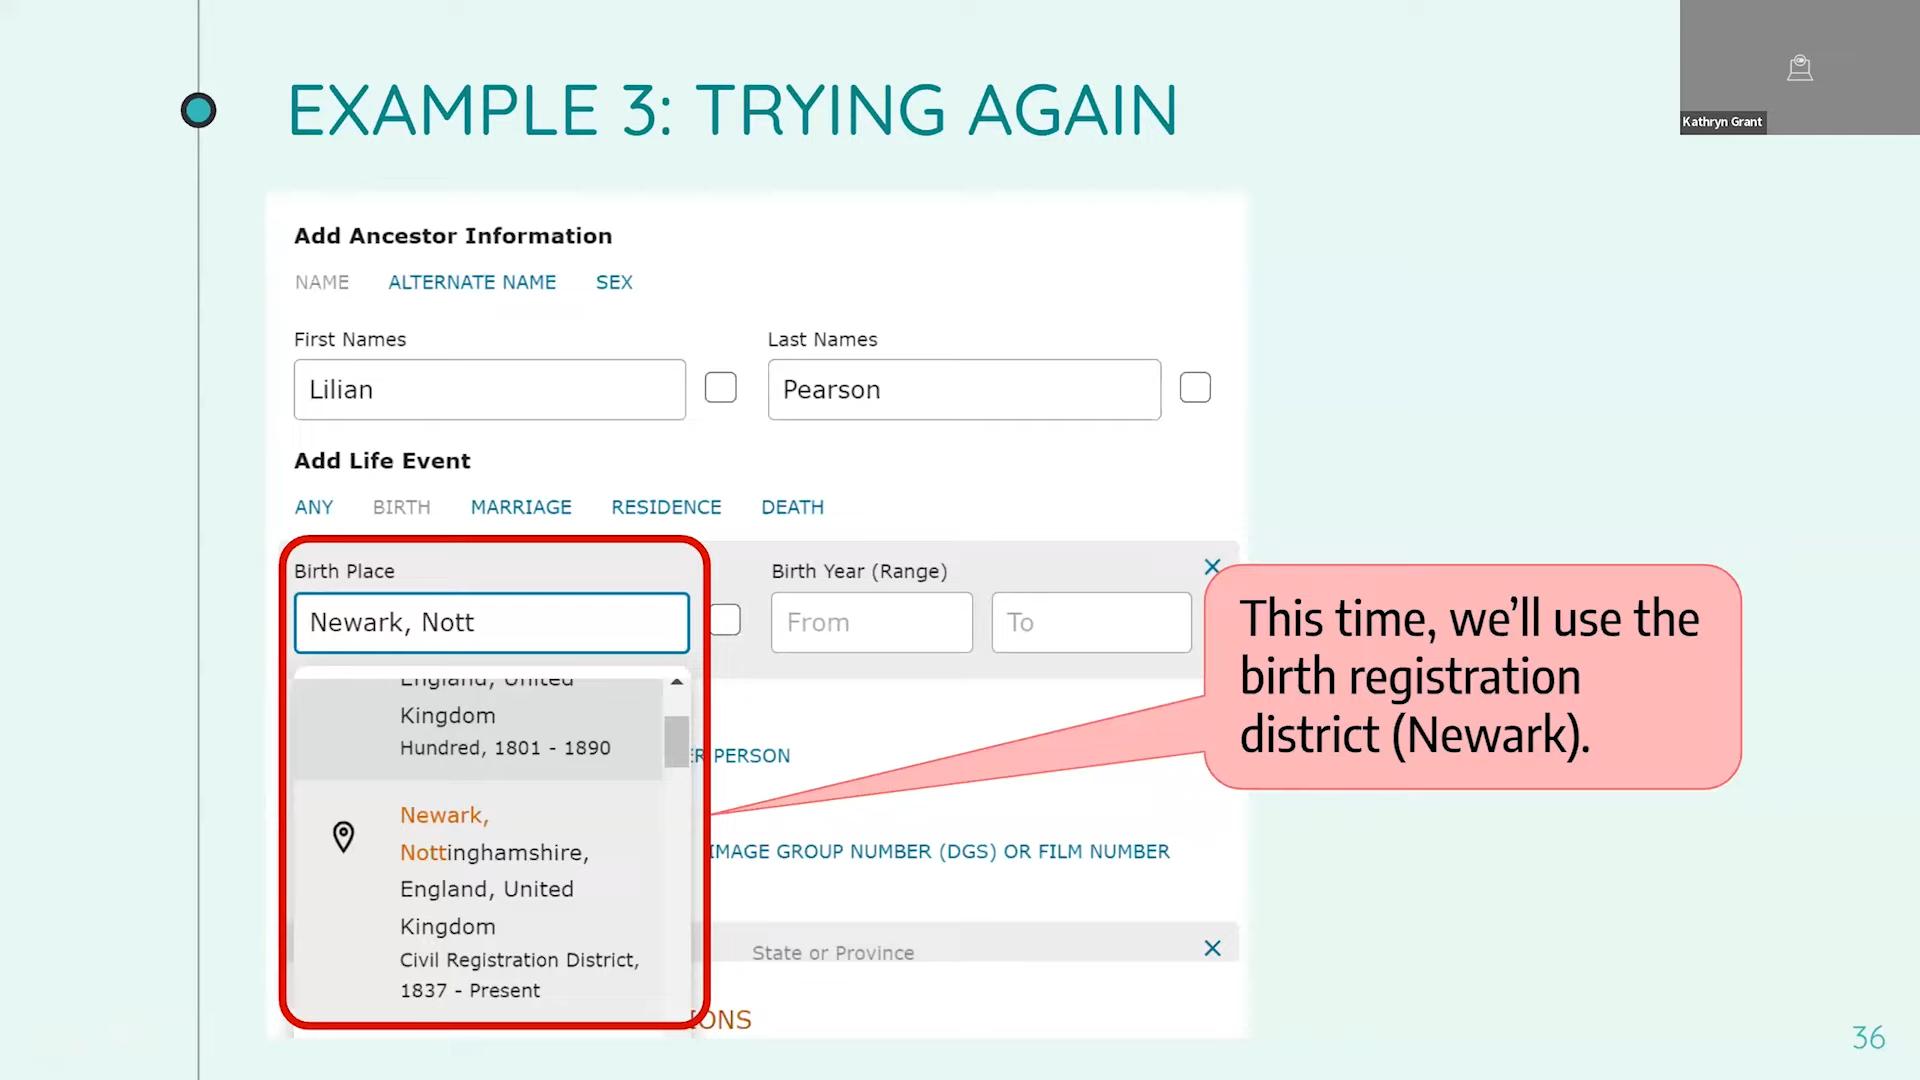 EXAMPLE 3: TRYING AGAIN
Kathryn Grant
Add Ancestor Information
NAME ALTERNATE NAME SEX
First Names Last Names
Lilian Pearson
Add Life Event
ANY BIRTH MARRIAGE RESIDENCE DEATH
Birth Place Birth Year (Range)
Newark, Nott From To
England, United
Kingdom
Hundred, 1801 - 1890
Newark,
Nottinghamshire,
England, United
Kingdom
Civil Registration District,
1837 - Present
PERSON
IMAGE GROUP NUMBER (DGS) OR FILM NUMBER
State or Province
IONS
This time, we’ll use the
birth registration
district (Newark).
36